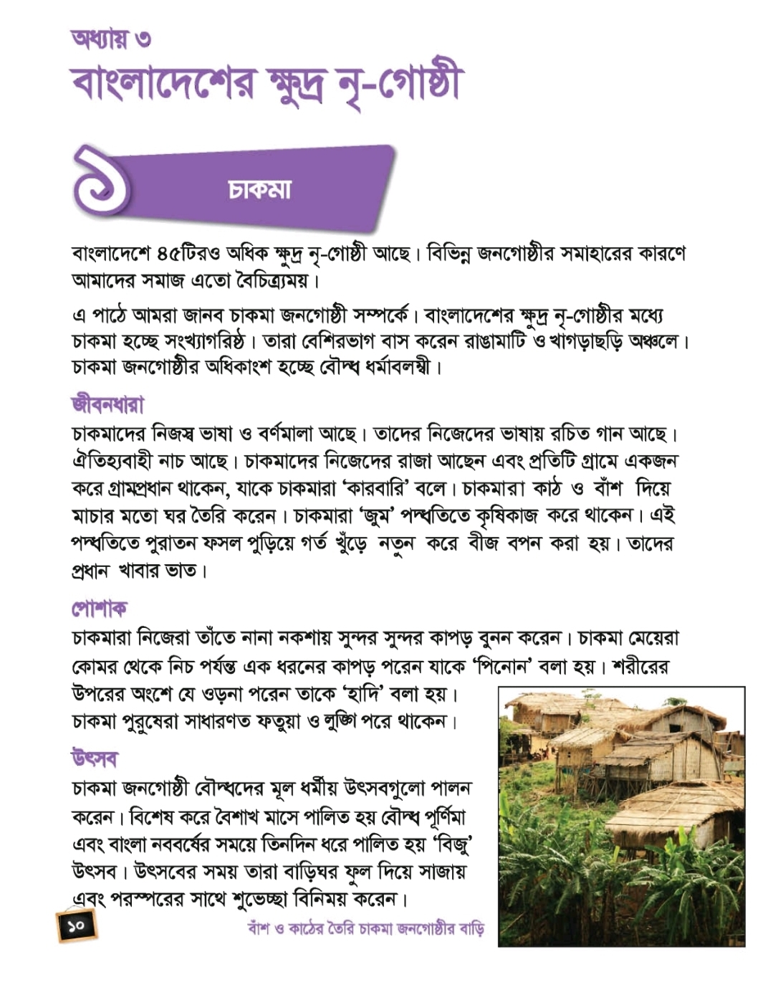 অধ্যায় ৩
বাংলাদেশের ক্ষুদ্র নৃ-গোষ্ঠী
১
চাকমা
বাংলাদেশে ৪৫টিরও অধিক ক্ষুদ্র নৃ-গোষ্ঠী আছে। বিভিন্ন জনগোষ্ঠীর সমাহারের কারণে
আমাদের সমাজ এতো বৈচিত্র্যময়।
এ পাঠে আমরা জানব চাকমা জনগোষ্ঠী সম্পর্কে। বাংলাদেশের ক্ষুদ্র নৃ-গোষ্ঠীর মধ্যে
চাকমা হচ্ছে সংখ্যাগরিষ্ঠ। তারা বেশিরভাগ বাস করেন রাঙামাটি ও খাগড়াছড়ি অঞ্চলে।
চাকমা জনগোষ্ঠীর অধিকাংশ হচ্ছে বৌদ্ধ ধর্মাবলম্বী।
জীবনধারা
চাকমাদের নিজস্ব ভাষা ও বর্ণমালা আছে। তাদের নিজেদের ভাষায় রচিত গান আছে।
ঐতিহ্যবাহী নাচ আছে। চাকমাদের নিজেদের রাজা আছেন এবং প্রতিটি গ্রামে একজন
করে গ্রামপ্রধান থাকেন, যাকে চাকমারা ‘কারবারি’ বলে। চাকমারা কাঠ ও বাঁশ দিয়ে
মাচার মতো ঘর তৈরি করেন। চাকমারা ‘জুম’ পদ্ধতিতে কৃষিকাজ করে থাকেন। এই
পদ্ধতিতে পুরাতন ফসল পুড়িয়ে গর্ত খুঁড়ে নতুন করে বীজ বপন করা হয়। তাদের
প্রধান খাবার ভাত।
পোশাক
চাকমারা নিজেরা তাঁতে নানা নকশায় সুন্দর সুন্দর কাপড় বুনন করেন। চাকমা মেয়েরা
কোমর থেকে নিচ পর্যন্ত এক ধরনের কাপড় পরেন যাকে ‘পিনোন’ বলা হয়। শরীরের
উপরের অংশে যে ওড়না পরেন তাকে ‘হাদি’ বলা হয়।
চাকমা পুরুষেরা সাধারণত ফতুয়া ও লুঙ্গি পরে থাকেন।
উৎসব
চাকমা জনগোষ্ঠী বৌদ্ধদের মূল ধর্মীয় উৎসবগুলো পালন
করেন। বিশেষ করে বৈশাখ মাসে পালিত হয় বৌদ্ধ পূর্ণিমা
এবং বাংলা নববর্ষের সময়ে তিনদিন ধরে পালিত হয় ‘বিজু’
উৎসব। উৎসবের সময় তারা বাড়িঘর ফুল দিয়ে সাজায়
এবং পরস্পরের সাথে শুভেচ্ছা বিনিময় করেন।
১০
বাঁশ ও কাঠের তৈরি চাকমা জনগোষ্ঠীর বাড়ি